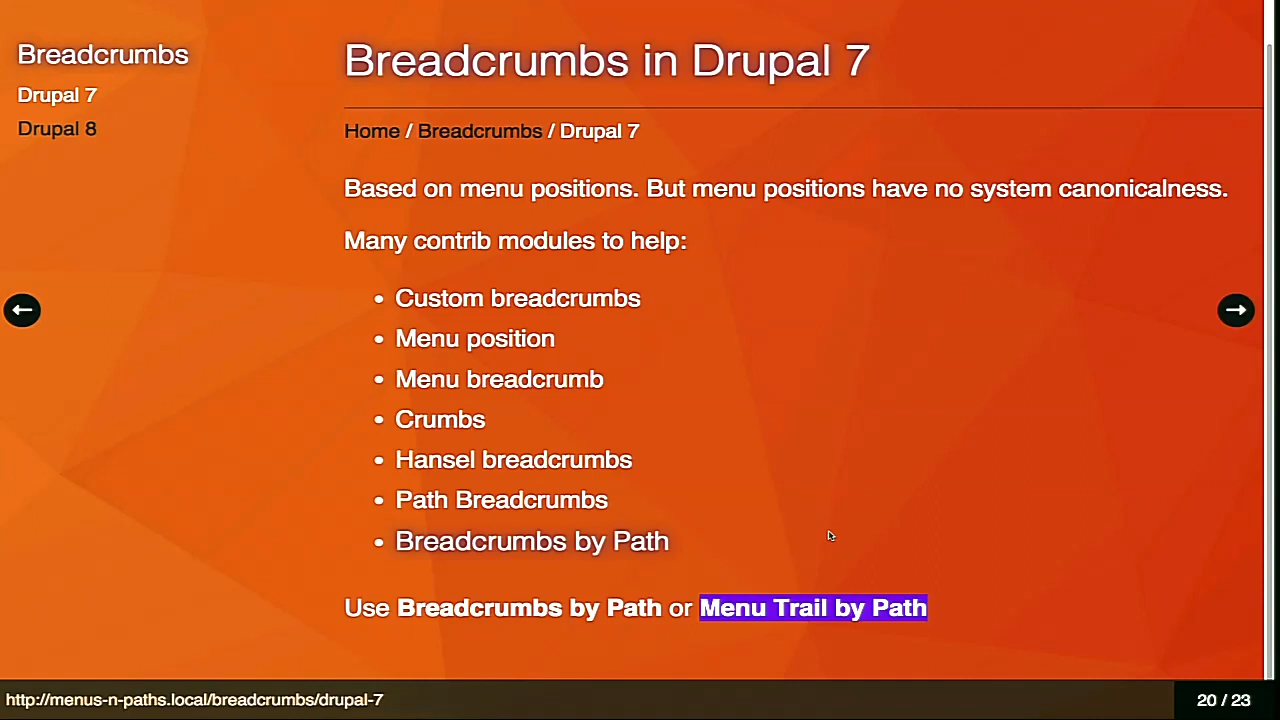 Breadcrumbs
Drupal 7
Drupal 8
Breadcrumbs in Drupal 7
Home / Breadcrumbs / Drupal 7
Based on menu positions. But menu positions have no system canonicalness.
Many contrib modules to help:
• Custom breadcrumbs
• Menu position
• Menu breadcrumb
• Crumbs
• Hansel breadcrumbs
• Path Breadcrumbs
• Breadcrumbs by Path
Use Breadcrumbs by Path or Menu Trail by Path
http://menus-n-paths.local/breadcrumbs/drupal-7
20 / 23